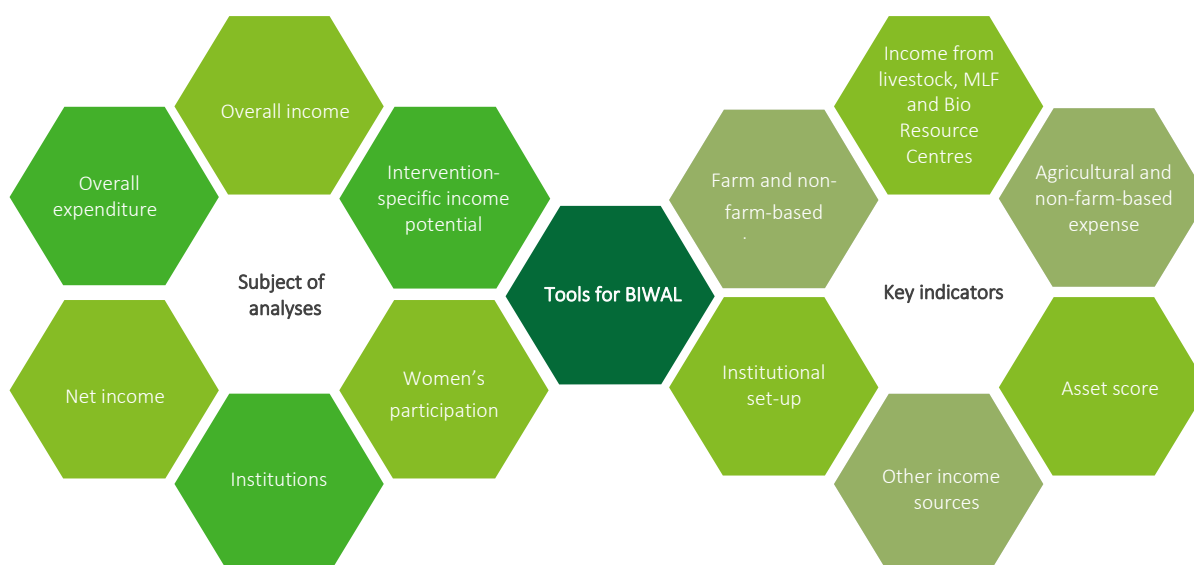 Overall income
Overall
expenditure
Intervention-
specific income
potential
Subject of
analyses
Net income
Women's
participation
Institutions
Tools for BIWAL
Income from
livestock, MLF
and Bio
Resource
Centres
Farm and non-
farm-based
Agricultural and
non-farm-based
expense
Key indicators
Institutional
set-up
Asset score
Other income
sources